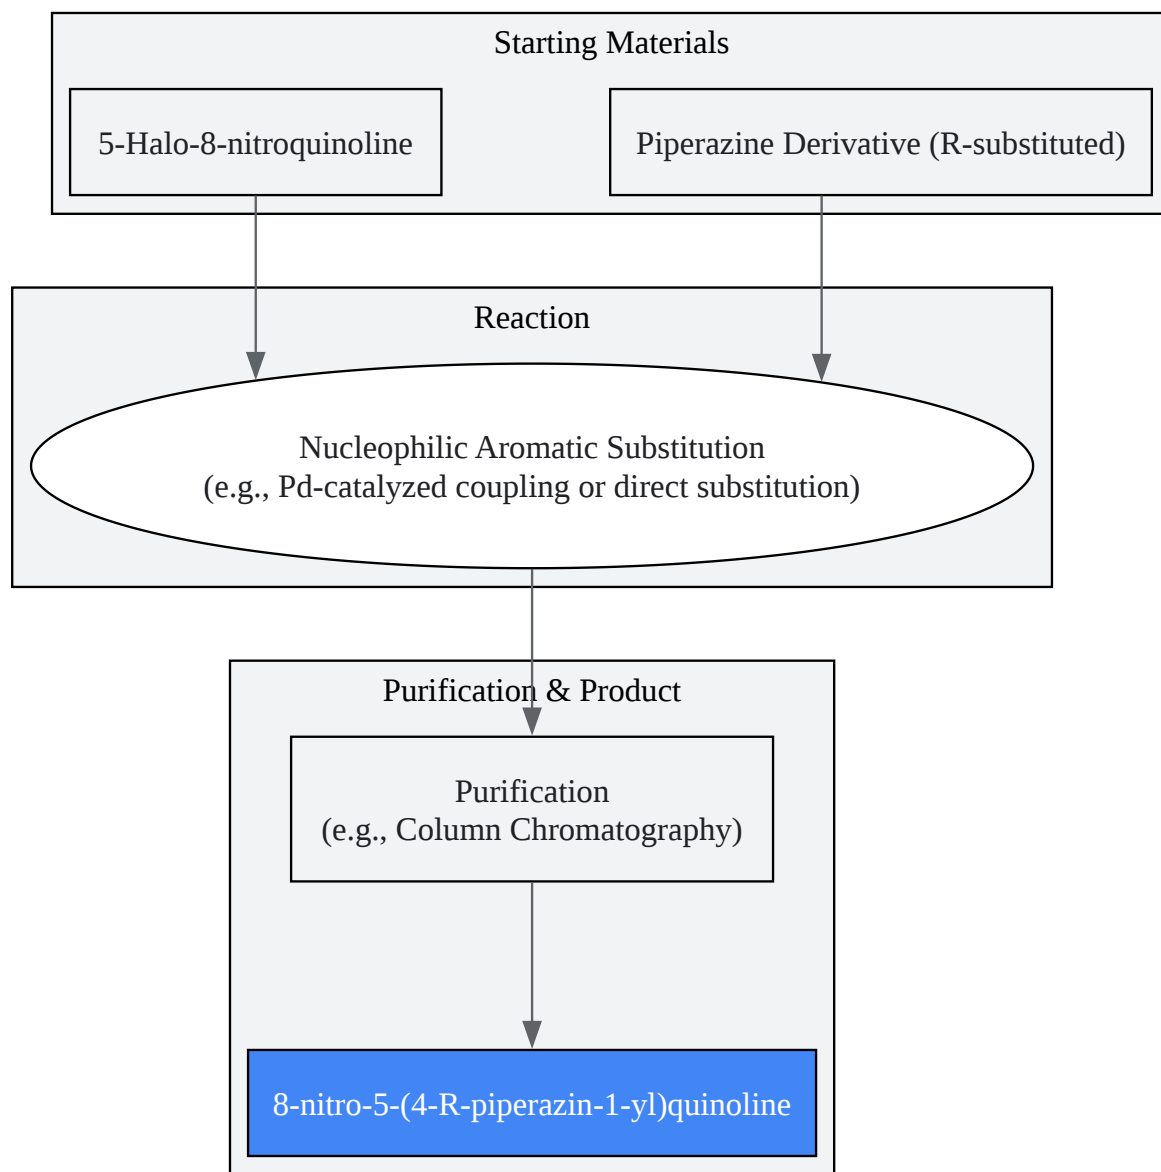 Starting Materials
5-Halo-8-nitroquinoline
Piperazine Derivative (R-substituted)
Reaction
Nucleophilic Aromatic Substitution
(e.g., Pd-catalyzed coupling or direct substitution)
Purification & Product
Purification
(e.g., Column Chromatography)
8-nitro-5-(4-R-piperazin-1-yl)quinoline